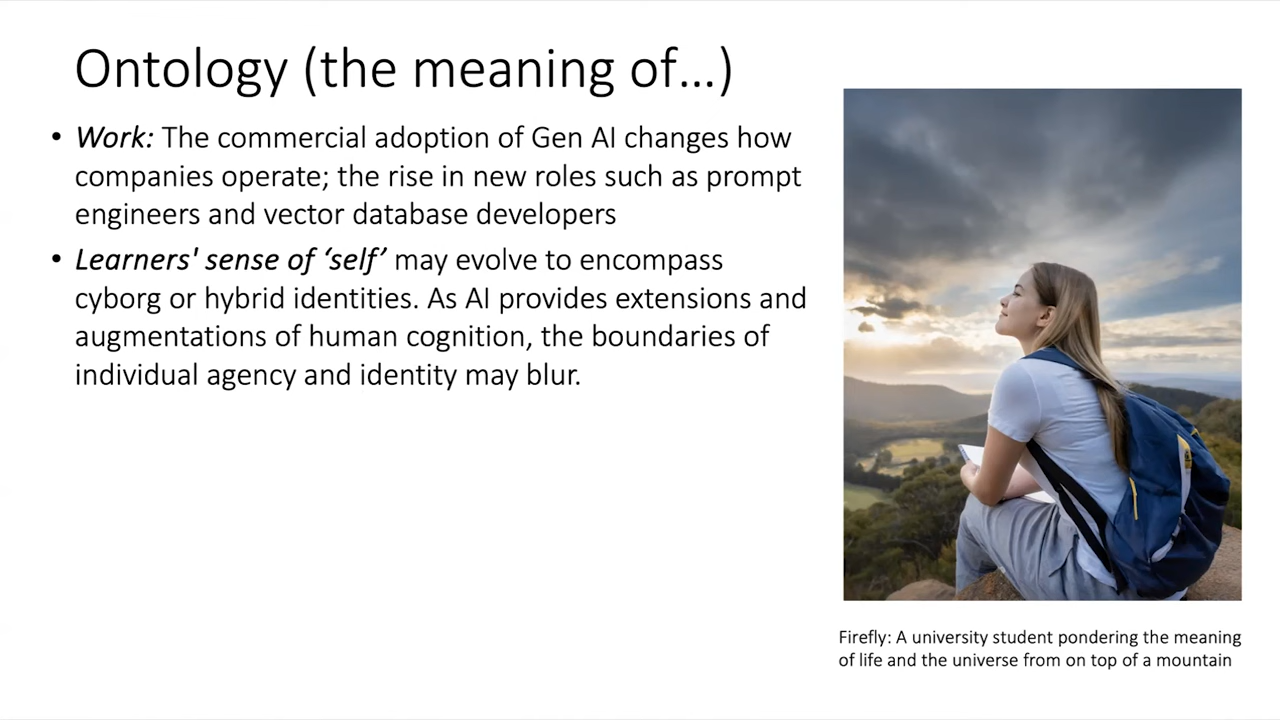 Ontology (the meaning of…)
• Work: The commercial adoption of Gen AI changes how
companies operate; the rise in new roles such as prompt
engineers and vector database developers
• Learners' sense of ‘self’ may evolve to encompass
cyborg or hybrid identities. As AI provides extensions and
augmentations of human cognition, the boundaries of
individual agency and identity may blur.
Firefly: A university student pondering the meaning
of life and the universe from on top of a mountain